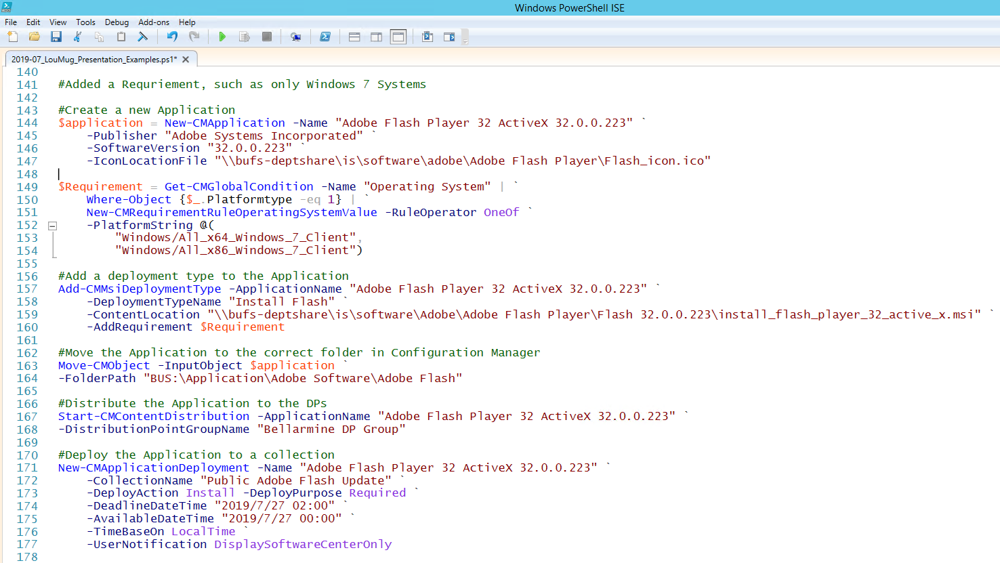 Windows PowerShell ISE
File Edit View Tools Debug Add-ons Help
2019-07_LouMug_Presentation_Examples.ps1* X
140
141 #Added a Requriement, such as only Windows 7 Systems
142
143 #Create a new Application
144 $application = New-CMApplication -Name "Adobe Flash Player 32 ActiveX 32.0.0.223" `
145 -Publisher "Adobe Systems Incorporated" `
146 -SoftwareVersion "32.0.0.223" `
147 -IconLocationFile "\\bufs-deptshare\is\software\adobe\Adobe Flash Player\Flash_icon.ico"
148
149 $Requirement = Get-CMGlobalCondition -Name "Operating System" | `
150 Where-Object {$_.Platformtype -eq 1} | `
151 New-CMRequirementRuleOperatingSystemValue -RuleOperator OneOf `
152 -PlatformString @(
153 "Windows/All_x64_Windows_7_Client",
154 "Windows/All_x86_Windows_7_Client")
155
156 #Add a deployment type to the Application
157 Add-CMMsiDeploymentType -ApplicationName "Adobe Flash Player 32 ActiveX 32.0.0.223" `
158 -DeploymentTypeName "Install Flash" `
159 -ContentLocation "\\bufs-deptshare\is\software\Adobe\Adobe Flash Player\Flash 32.0.0.223\install_flash_player_32_active_x.msi" `
160 -AddRequirement $Requirement
161
162 #Move the Application to the correct folder in Configuration Manager
163 Move-CMObject -InputObject $application `
164 -FolderPath "BUS:\Application\Adobe Software\Adobe Flash"
165
166 #Distribute the Application to the DPs
167 Start-CMContentDistribution -ApplicationName "Adobe Flash Player 32 ActiveX 32.0.0.223" `
168 -DistributionPointGroupName "Bellarmine DP Group"
169
170 #Deploy the Application to a collection
171 New-CMApplicationDeployment -Name "Adobe Flash Player 32 ActiveX 32.0.0.223" `
172 -CollectionName "Public Adobe Flash Update" `
173 -DeployAction Install -DeployPurpose Required `
174 -DeadlineDateTime "2019/7/27 02:00" `
175 -AvailableDateTime "2019/7/27 00:00" `
176 -TimeBaseOn LocalTime `
177 -UserNotification DisplaySoftwareCenterOnly
178